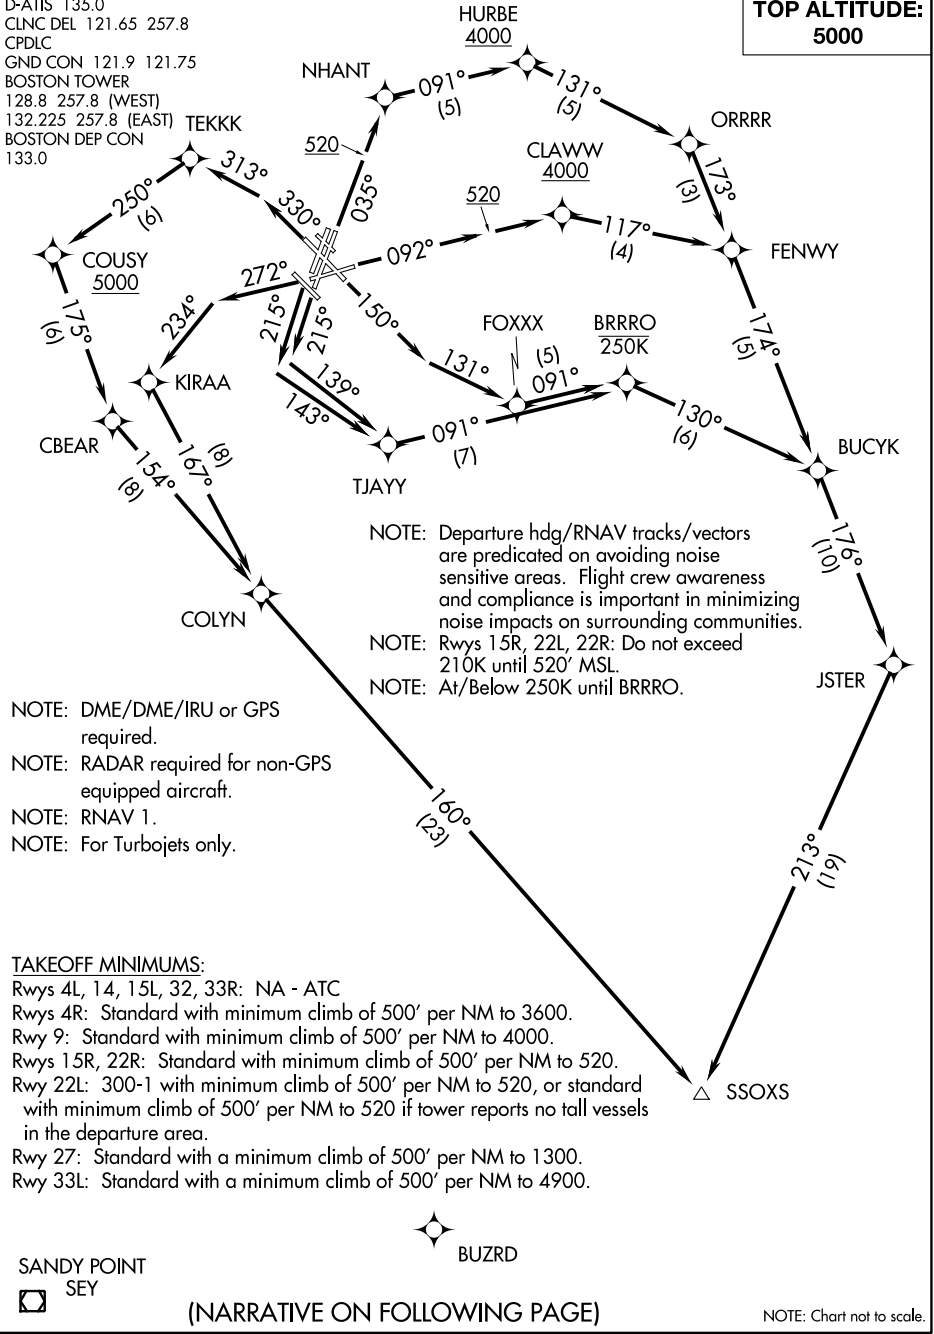 D-ATIS 135.0
CLNC DEL 121.65 257.8
CPDLC
GND CON 121.9 121.75
BOSTON TOWER
128.8 257.8 (WEST)
132.225 257.8 (EAST)
BOSTON DEP CON
133.0
TOP ALTITUDE:
5000
HURBE
4000
NHANT
091°
(5)
131°
(5)
ORRRR
TEKKK
520
CLAWW
4000
173°
(3)
313°
330°
035°
520
250°
(6)
092°
117°
(4)
FENWY
COUSY
5000
272°
234°
215°
215°
150°
175°
(6)
FOXXX
BRRRO
250K
174°
(5)
KIRAA
131°
(5)
091°
139°
143°
CBEAR
167°
(8)
154°
(8)
091°
(7)
130°
(6)
BUCYK
TJAYY
176°
(10)
NOTE: Departure hdg/RNAV tracks/vectors
are predicated on avoiding noise
sensitive areas. Flight crew awareness
and compliance is important in minimizing
noise impacts on surrounding communities.
NOTE: Rwys 15R, 22L, 22R: Do not exceed
210K until 520′ MSL.
NOTE: At/Below 250K until BRRRO.
COLYN
JSTER
NOTE: DME/DME/IRU or GPS
required.
NOTE: RADAR required for non-GPS
equipped aircraft.
NOTE: RNAV 1.
NOTE: For Turbojets only.
160°
(23)
213°
(19)
TAKEOFF MINIMUMS:
Rwys 4L, 14, 15L, 32, 33R: NA - ATC
Rwys 4R: Standard with minimum climb of 500′ per NM to 3600.
Rwy 9: Standard with minimum climb of 500′ per NM to 4000.
Rwys 15R, 22R: Standard with minimum climb of 500′ per NM to 520.
Rwy 22L: 300-1 with minimum climb of 500′ per NM to 520, or standard
with minimum climb of 500′ per NM to 520 if tower reports no tall vessels
in the departure area.
Rwy 27: Standard with a minimum climb of 500′ per NM to 1300.
Rwy 33L: Standard with a minimum climb of 500′ per NM to 4900.
SSOXS
BUZRD
SANDY POINT
SEY
(NARRATIVE ON FOLLOWING PAGE)
NOTE: Chart not to scale.